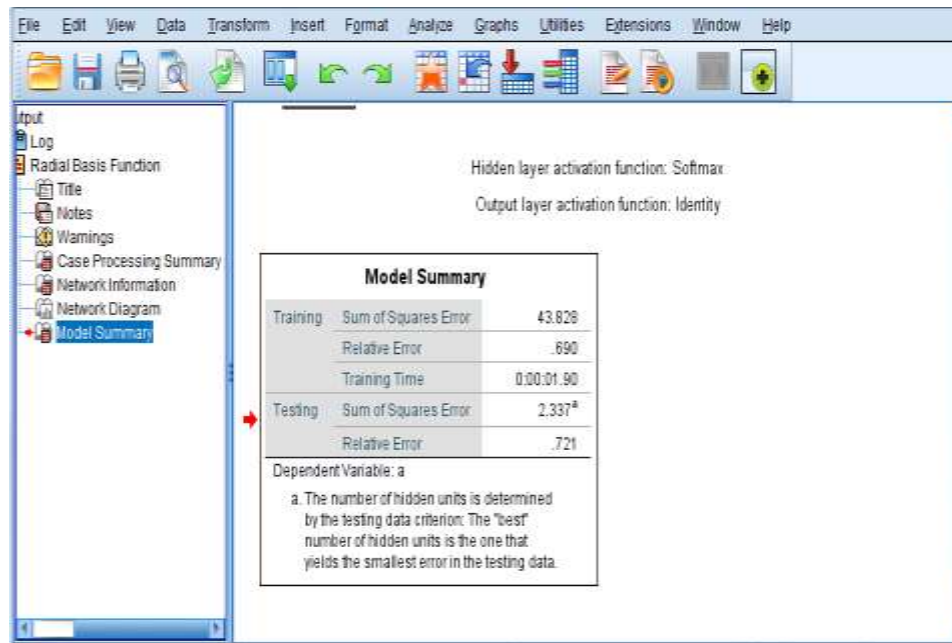 File Edit View Data Transform Insert Format Analyze Graphs Utilities Extensions Window Help
utput
Log
Radial Basis Function
Title
Notes
Warnings
Case Processing Summary
Network Information
Network Diagram
Model Summary
Hidden layer activation function: Softmax
Output layer activation function: Identity
Model Summary
Training Sum of Squares Error 43.828
Relative Error .690
Training Time 0:00:01.90
Testing Sum of Squares Error 2.337a
Relative Error .721
Dependent Variable: a
a. The number of hidden units is determined
by the testing data criterion: The "best"
number of hidden units is the one that
yields the smallest error in the testing data.